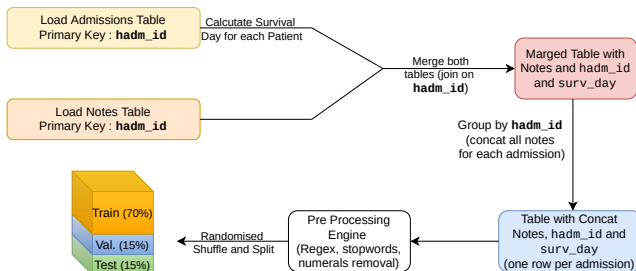 Load Admissions Table
Primary Key : hadm_id
Calcutate Survival
Day for each Patient
Merge both
tables (join on
hadm_id)
Marged Table with
Notes and hadm_id
and surv_day
Load Notes Table
Primary Key : hadm_id
Group by hadm_id
(concat all notes
for each admission)
Table with Concat
Notes, hadm_id and
surv_day
(one row per admission)
Pre Processing
Engine
(Regex, stopwords,
numerals removal)
Randomised
Shuffle and Split
Train (70%)
Val. (15%)
Test (15%)